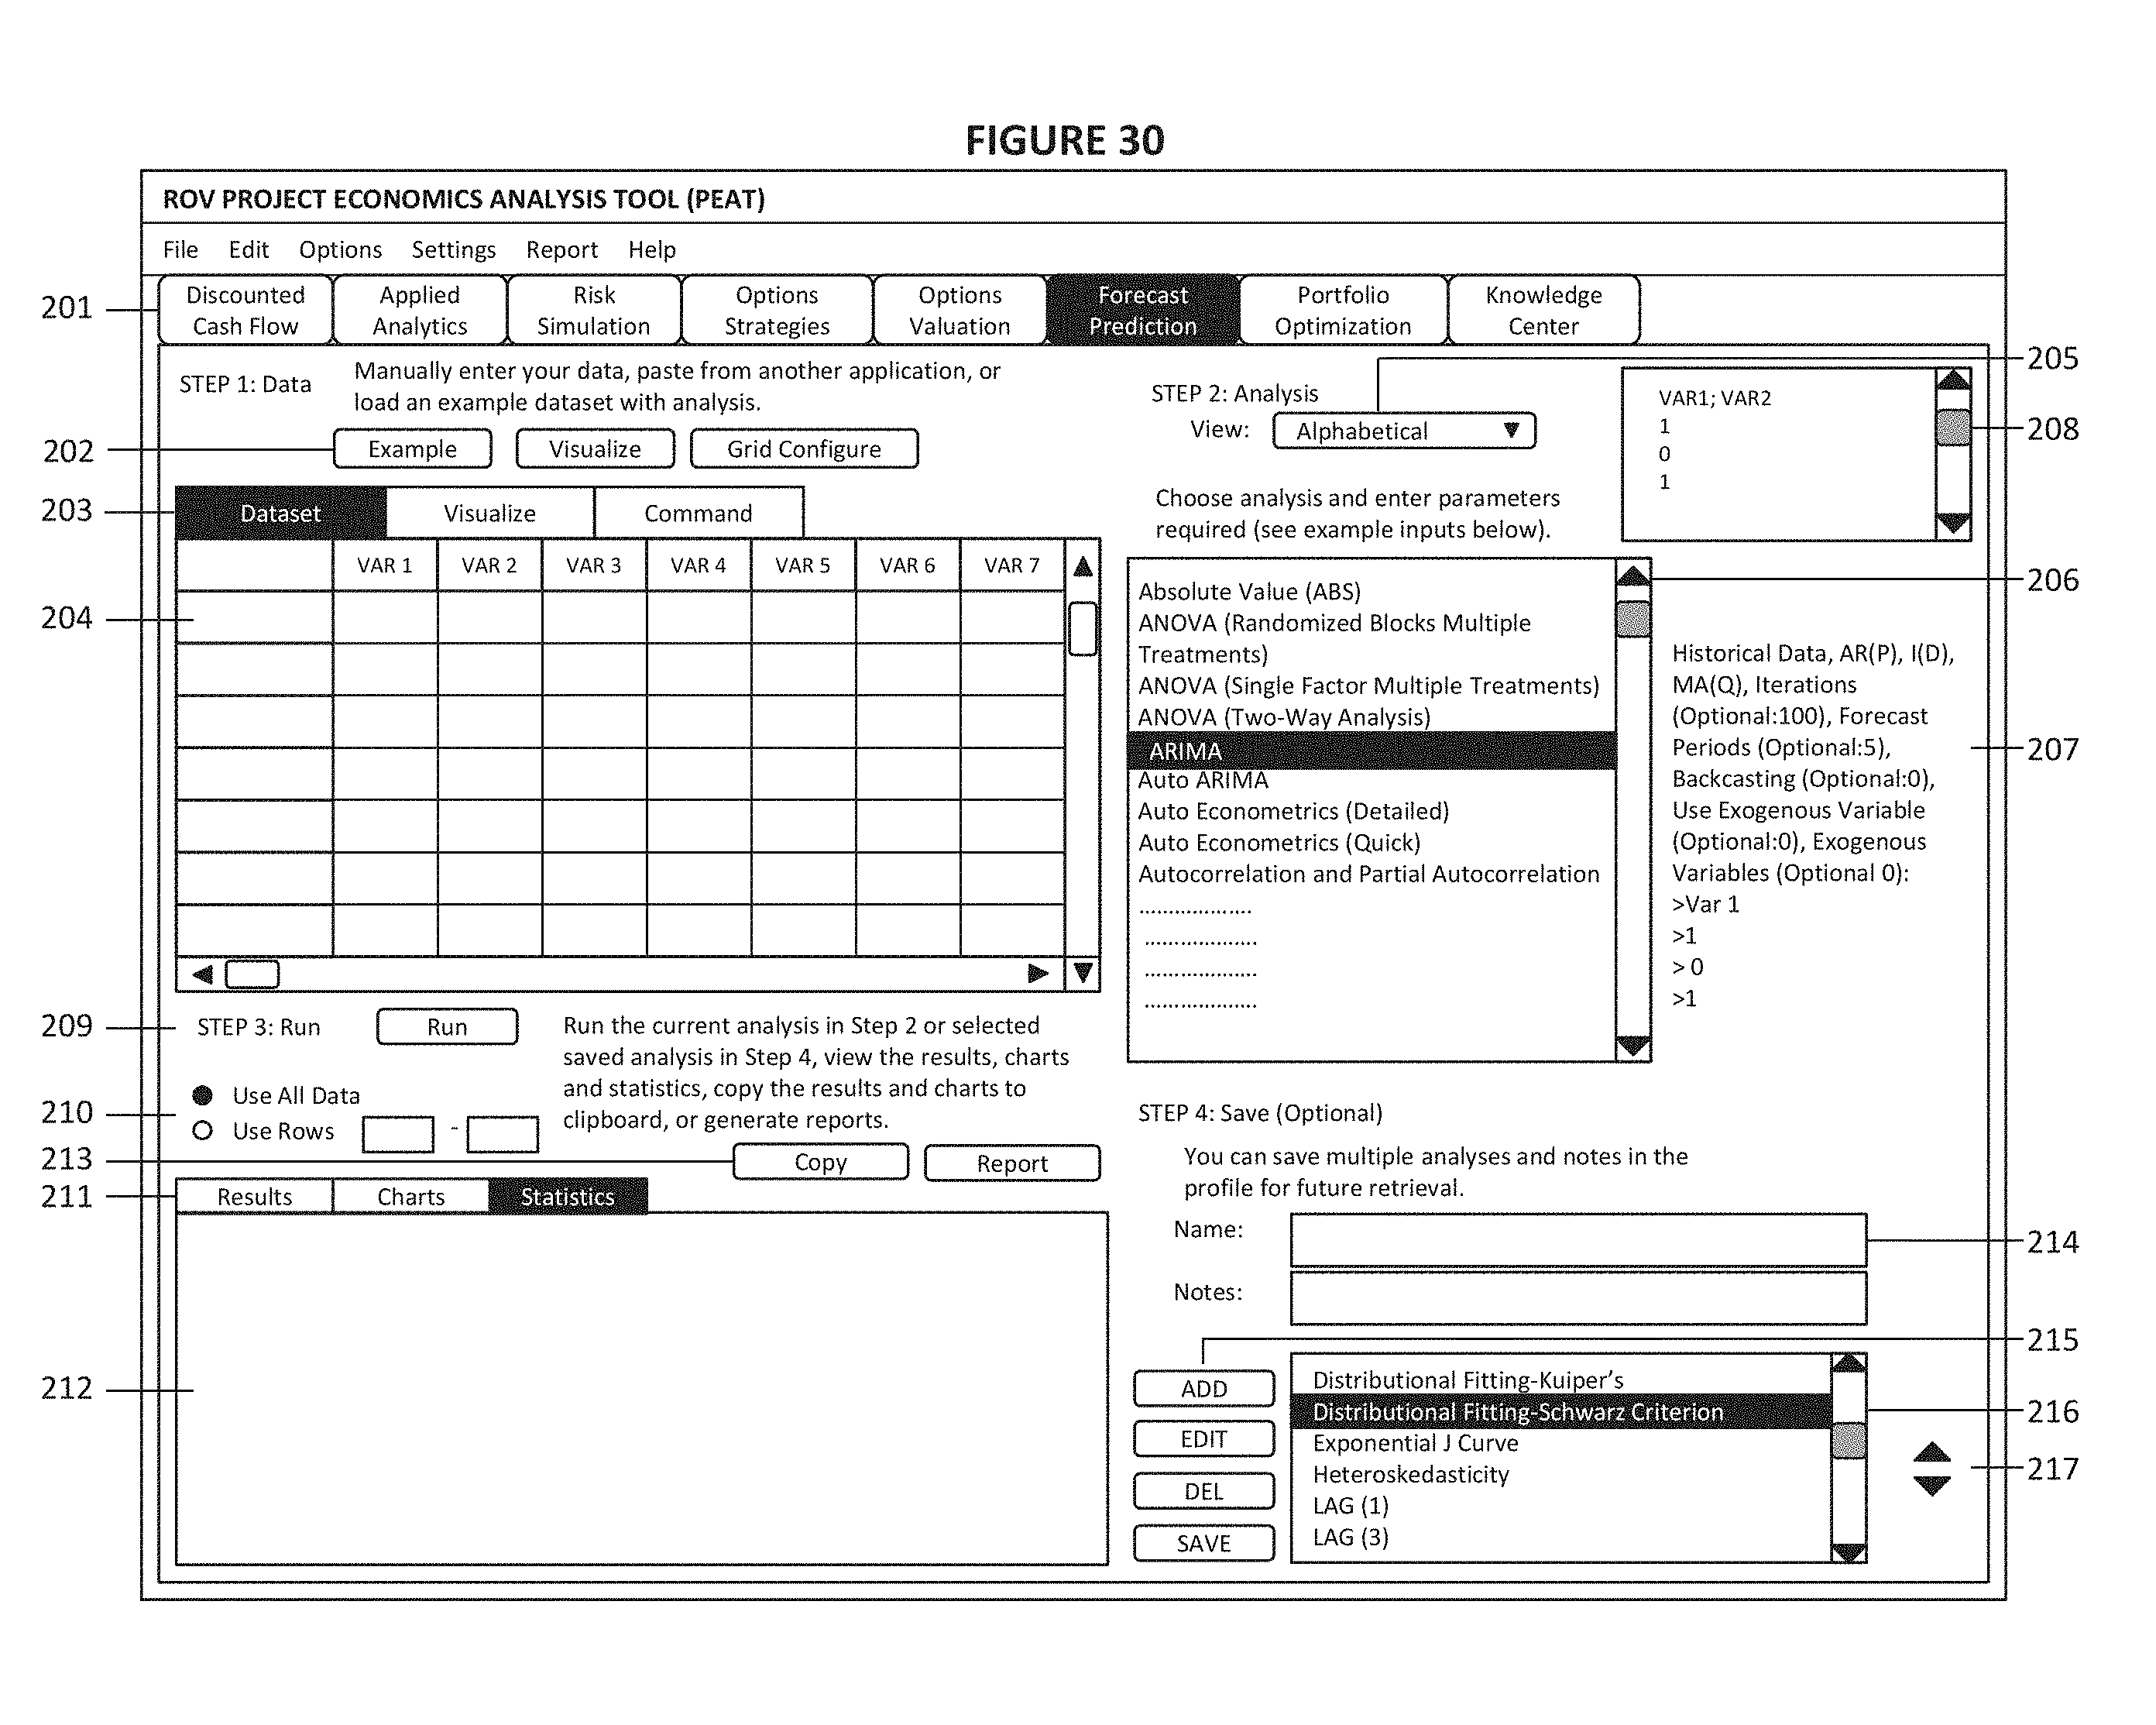 FIGURE 30
ROV PROJECT ECONOMICS ANALYSIS TOOL (PEAT)
File Edit Options Settings Report Help
201
Discounted
Cash Flow
Applied
Analytics
Risk
Simulation
Options
Strategies
Options
Valuation
Forecast
Prediction
Portfolio
Optimization
Knowledge
Center
STEP 1: Data
Manually enter your data, paste from another application, or
load an example dataset with analysis.
202
Example
Visualize
Grid Configure
203
Dataset
Visualize
Command
VAR 1 VAR 2 VAR 3 VAR 4 VAR 5 VAR 6 VAR 7
204
STEP 2: Analysis
205
View:
Alphabetical
VAR1; VAR2
1
0
1
208
Choose analysis and enter parameters
required (see example inputs below).
206
Absolute Value (ABS)
ANOVA (Randomized Blocks Multiple
Treatments)
ANOVA (Single Factor Multiple Treatments)
ANOVA (Two-Way Analysis)
ARIMA
Auto ARIMA
Auto Econometrics (Detailed)
Auto Econometrics (Quick)
Autocorrelation and Partial Autocorrelation
...................
...................
...................
...................
Historical Data, AR(P), I(D),
MA(Q), Iterations
(Optional:100), Forecast
Periods (Optional:5),
Backcasting (Optional:0),
Use Exogenous Variable
(Optional:0), Exogenous
Variables (Optional 0):
>Var 1
>1
> 0
>1
207
209
STEP 3: Run
Run
Run the current analysis in Step 2 or selected
saved analysis in Step 4, view the results, charts
and statistics, copy the results and charts to
clipboard, or generate reports.
210
Use All Data
Use Rows
-
213
Copy
Report
211
Results
Charts
Statistics
212
STEP 4: Save (Optional)
You can save multiple analyses and notes in the
profile for future retrieval.
Name:
214
Notes:
215
ADD
EDIT
DEL
SAVE
Distributional Fitting-Kuiper's
Distributional Fitting-Schwarz Criterion
Exponential J Curve
Heteroskedasticity
LAG (1)
LAG (3)
216
217